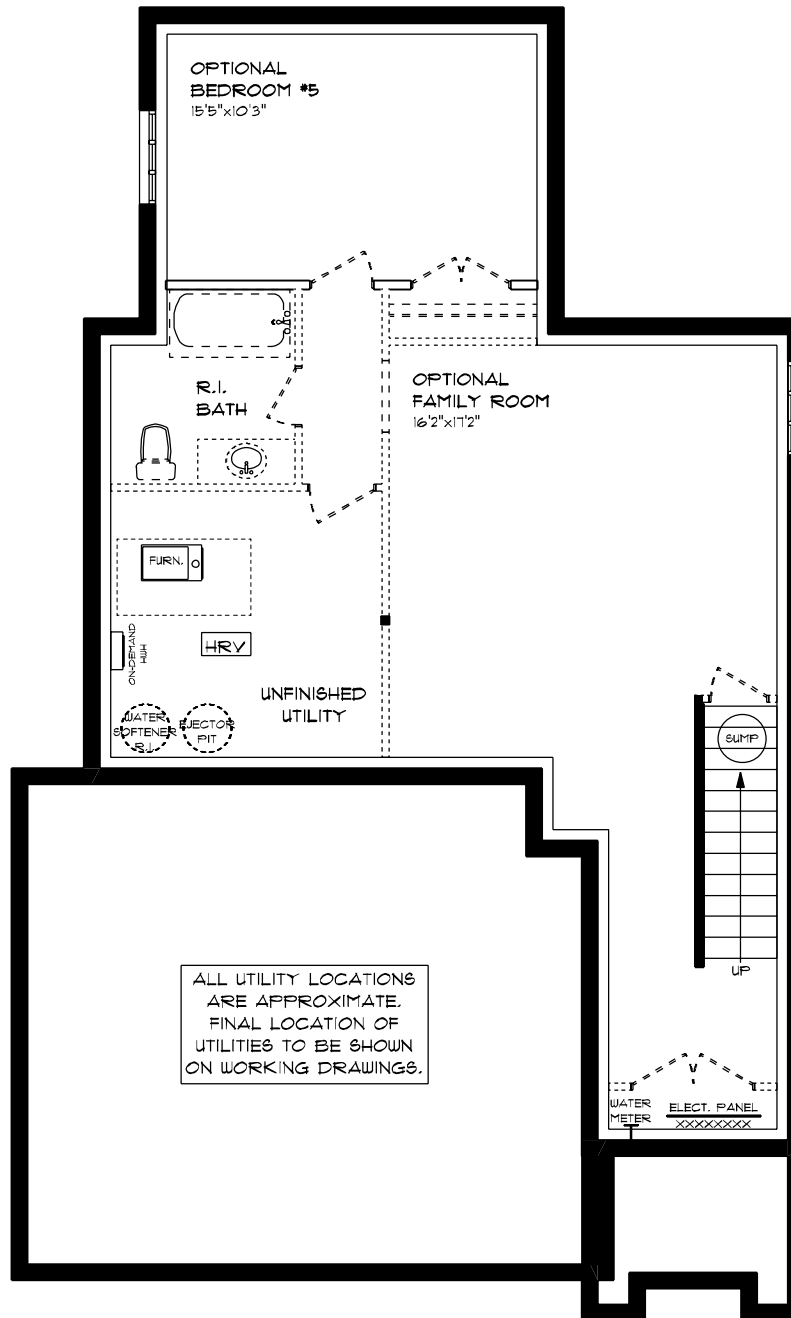 OPTIONAL
BEDROOM #5
15'5"x10'3"
R.I.
BATH
OPTIONAL
FAMILY ROOM
16'2"x17'2"
FURN.
ON-DEMAND
HWH
HRV
UNFINISHED
UTILITY
WATER
SOFTENER
R.I.
EJECTOR
PIT
SUMP
UP
ALL UTILITY LOCATIONS
ARE APPROXIMATE.
FINAL LOCATION OF
UTILITIES TO BE SHOWN
ON WORKING DRAWINGS.
WATER
METER
ELECT. PANEL
XXXXXXXX